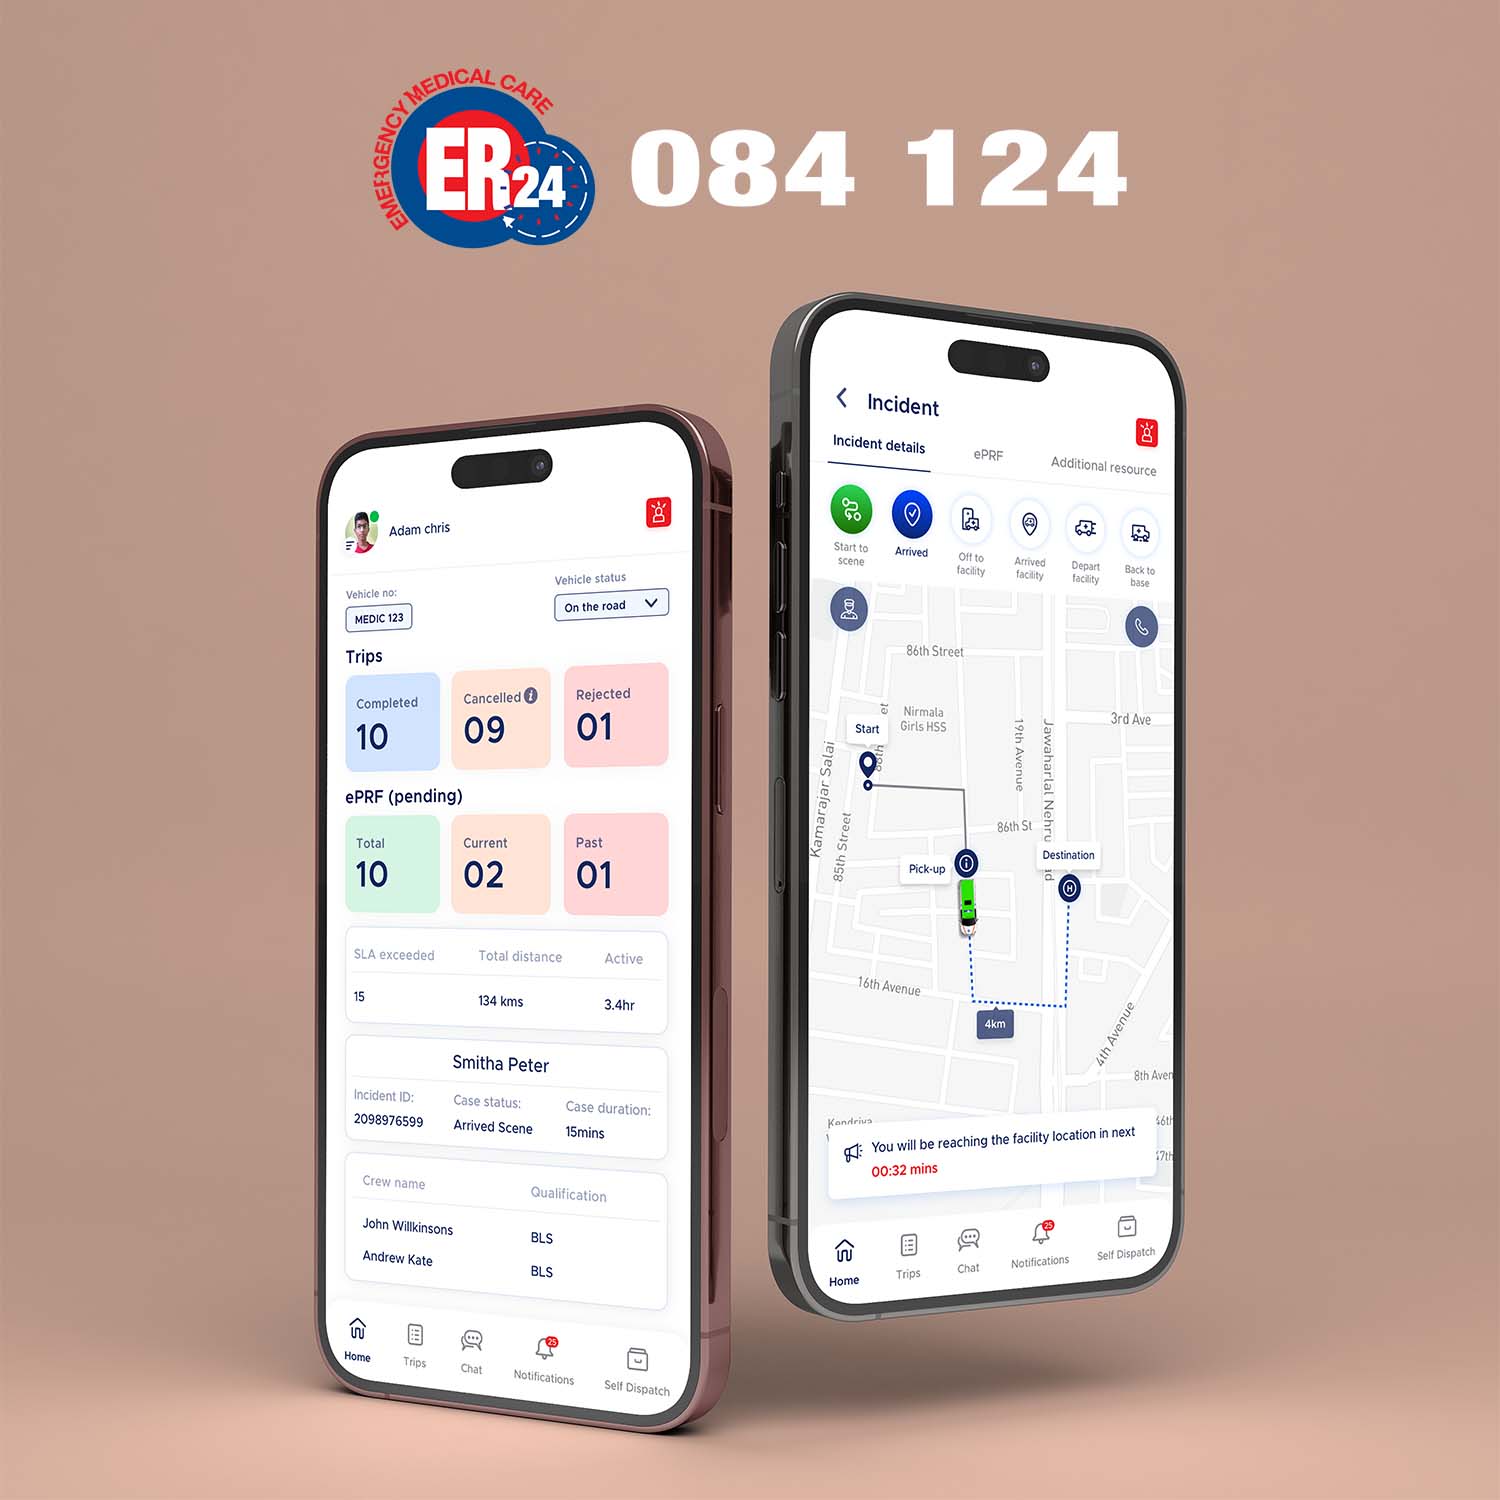 EMERGENCY MEDICAL CARE
ER24
084 124
Adam chris
Vehicle no:
MEDIC 123
Vehicle status
On the road
Trips
Completed
10
Cancelled
09
Rejected
01
ePRF (pending)
Total
10
Current
02
Past
01
SLA exceeded Total distance Active
15 134 kms 3.4hr
Smitha Peter
Incident ID: Case status: Case duration:
2098976599 Arrived Scene 15mins
Crew name Qualification
John Willkinsons BLS
Andrew Kate BLS
25
Home Trips Chat Notifications Self Dispatch
Incident
Incident details ePRF Additional resource
Start to
scene
Arrived
Off to
facility
Arrived
facility
Depart
facility
Back to
base
86th Street
Nirmala
Girls HSS
3rd Ave
Start
19th Avenue
Kamarajar Salai
85th Street
86th St
Jawaharlal Nehru
Pick-up
Destination
H
16th Avenue
4km
4th Avenue
8th Aven
Kendriya
You will be reaching the facility location in next
00:32 mins
25
Home Trips Chat Notifications Self Dispatch